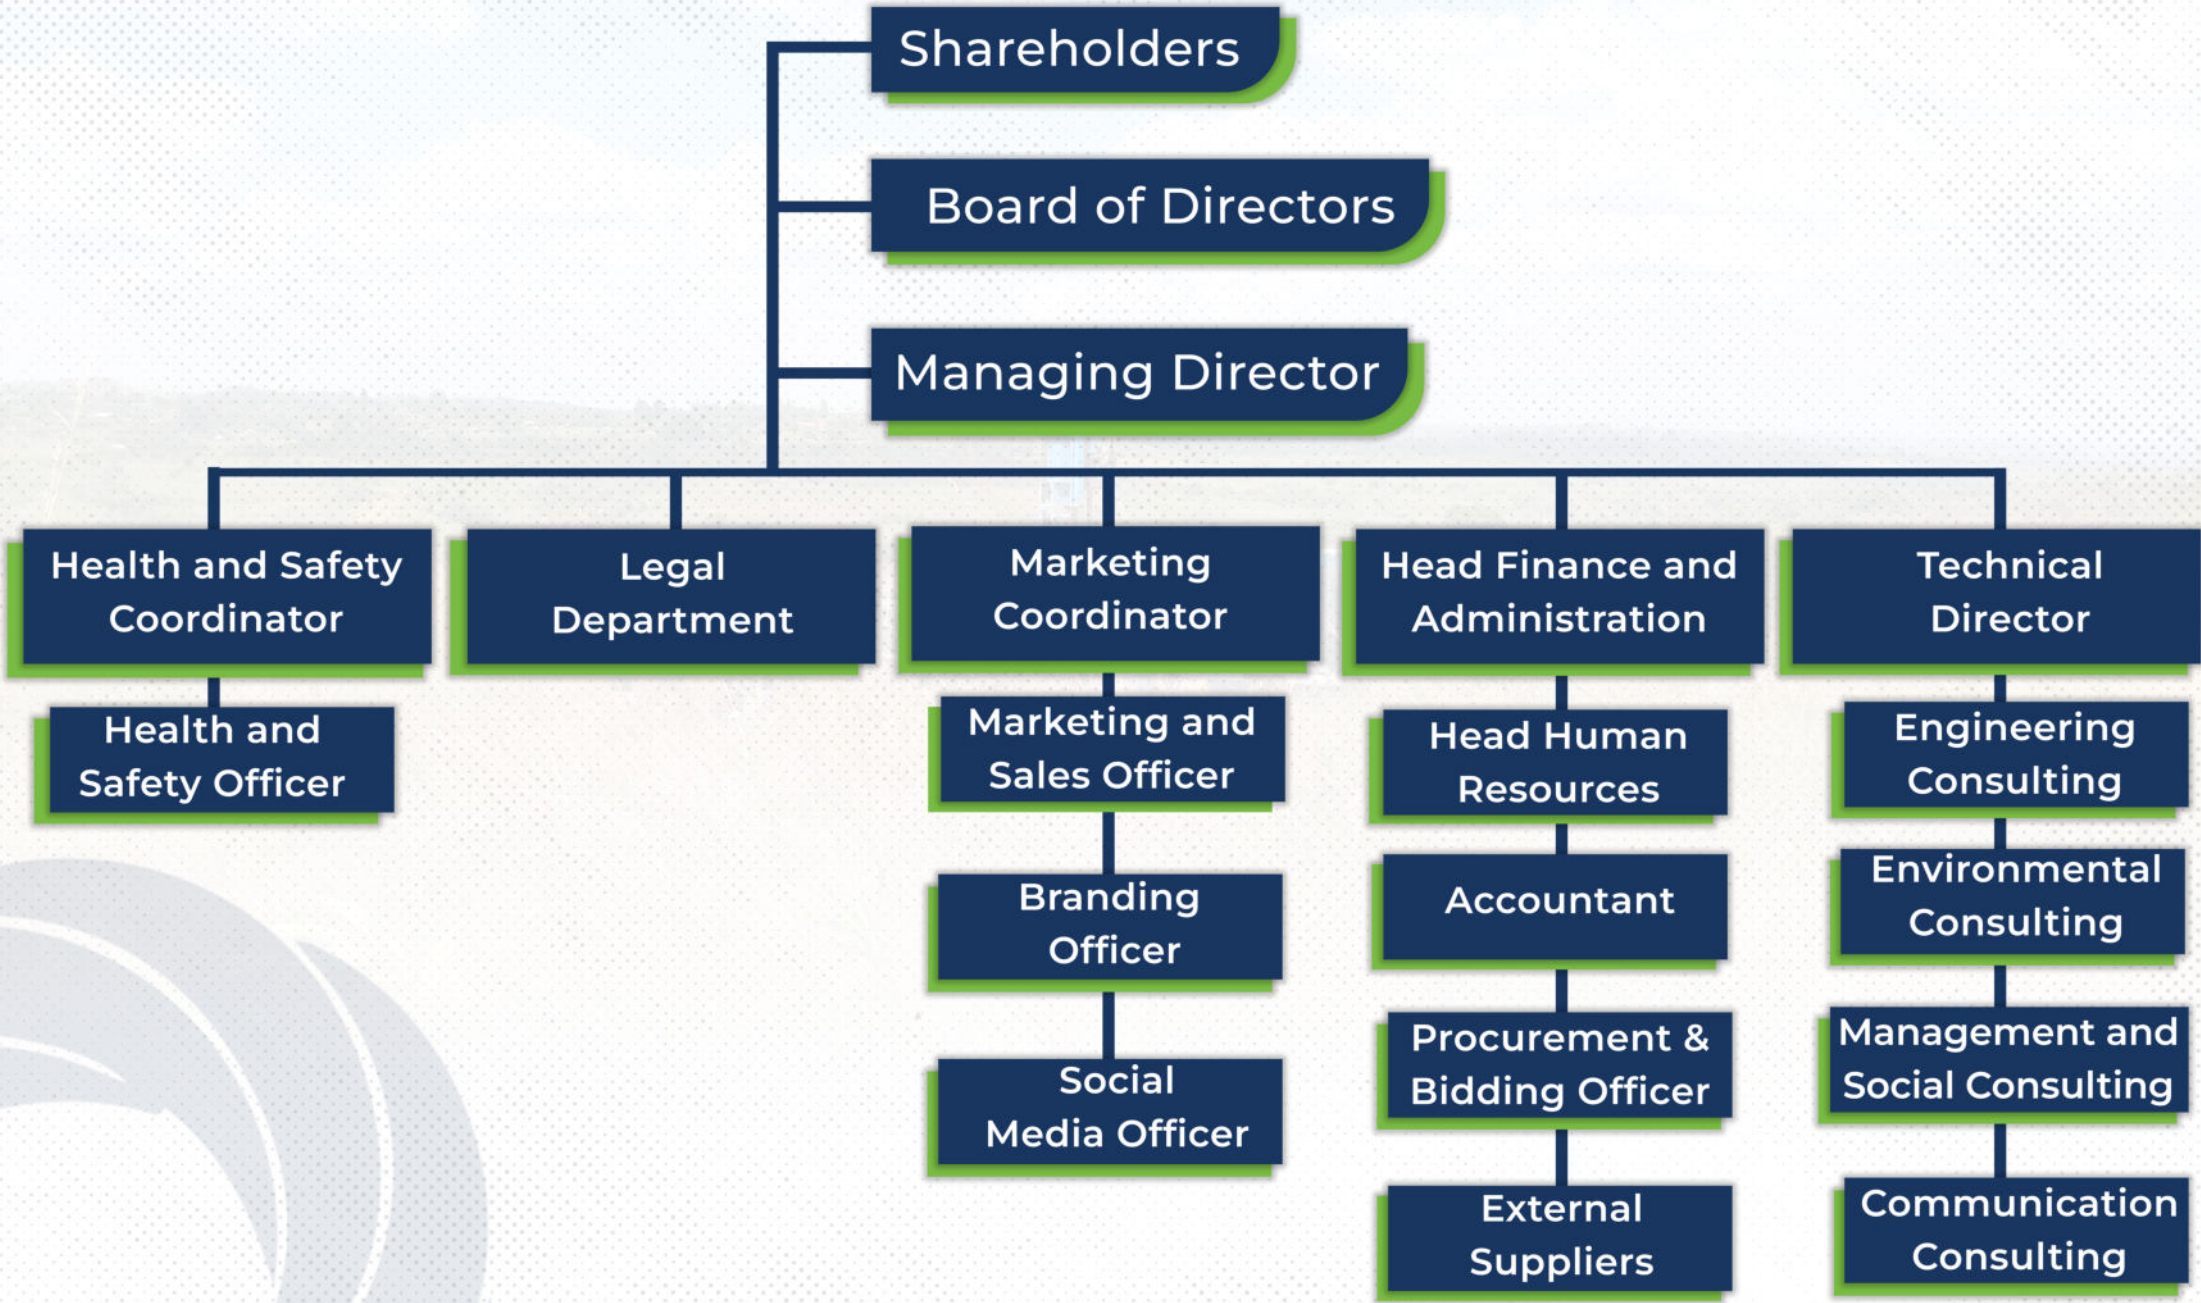 Shareholders
Board of Directors
Managing Director
Health and Safety
Coordinator
Health and
Safety Officer
Legal
Department
Marketing
Coordinator
Marketing and
Sales Officer
Branding
Officer
Social
Media Officer
Head Finance and
Administration
Head Human
Resources
Accountant
Procurement &
Bidding Officer
External
Suppliers
Technical
Director
Engineering
Consulting
Environmental
Consulting
Management and
Social Consulting
Communication
Consulting